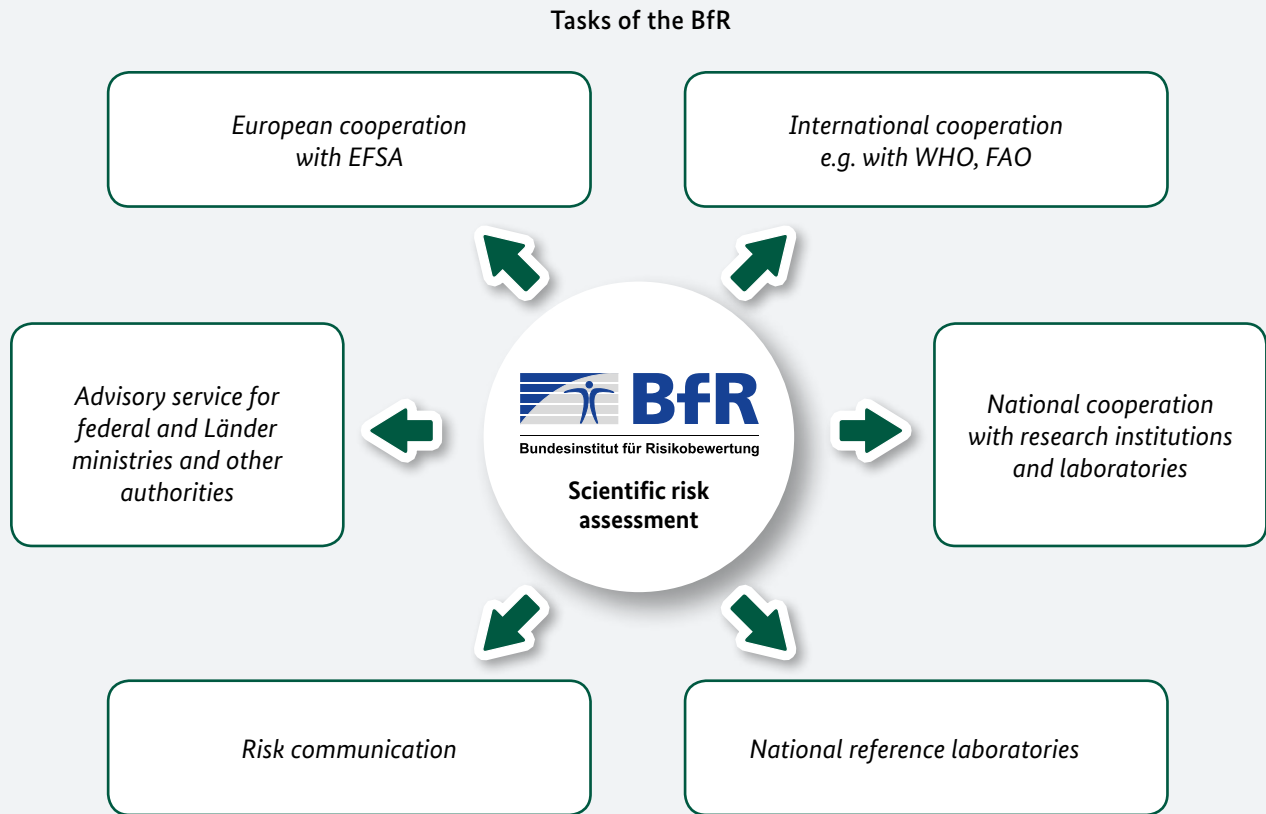 Tasks of the BfR
European cooperation
with EFSA
International cooperation
e.g. with WHO, FAO
Advisory service for
federal and Länder
ministries and other
authorities
BfR
Bundesinstitut für Risikobewertung
Scientific risk
assessment
National cooperation
with research institutions
and laboratories
Risk communication
National reference laboratories